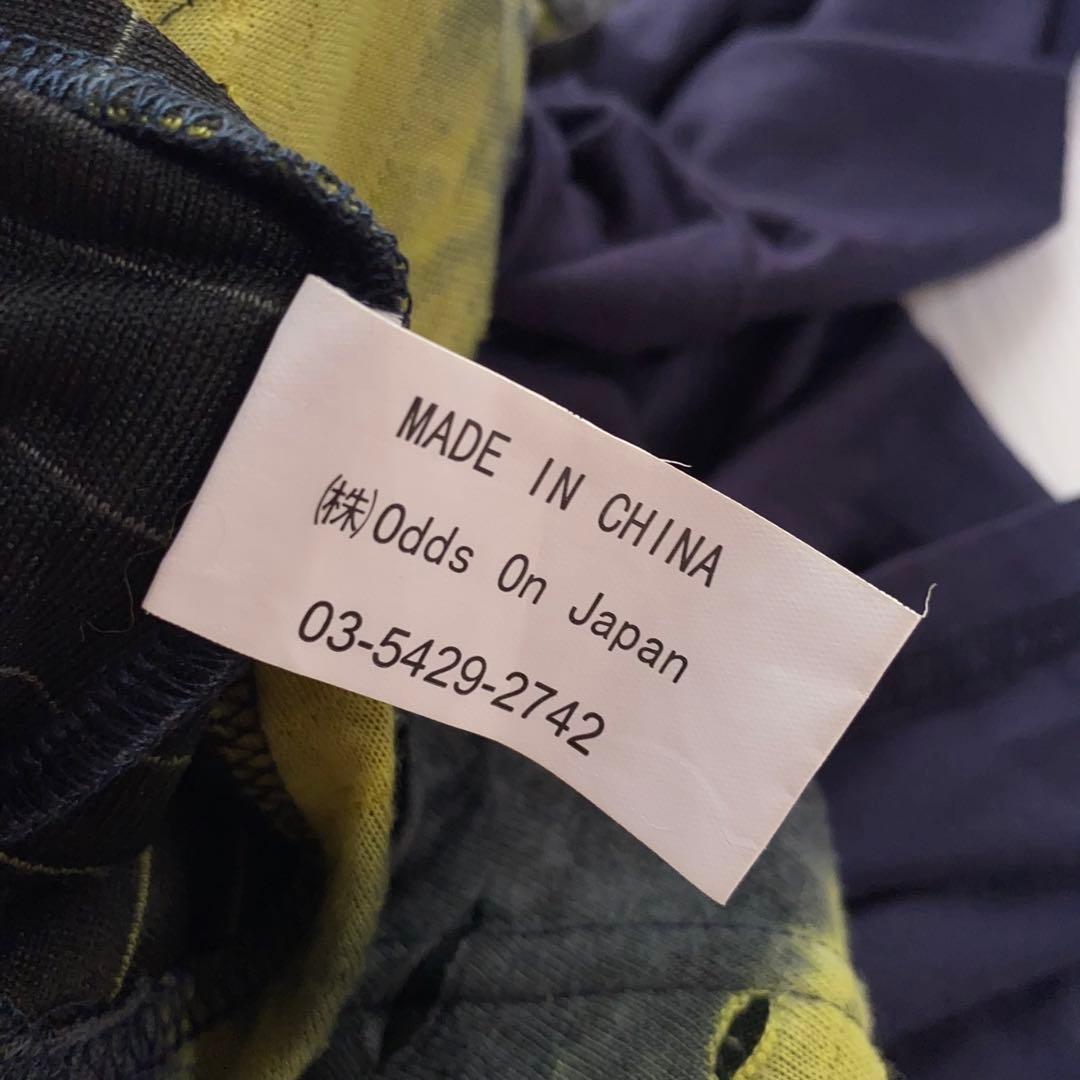 MADE IN CHINA
㈱Odds On Japan
03-5429-2742